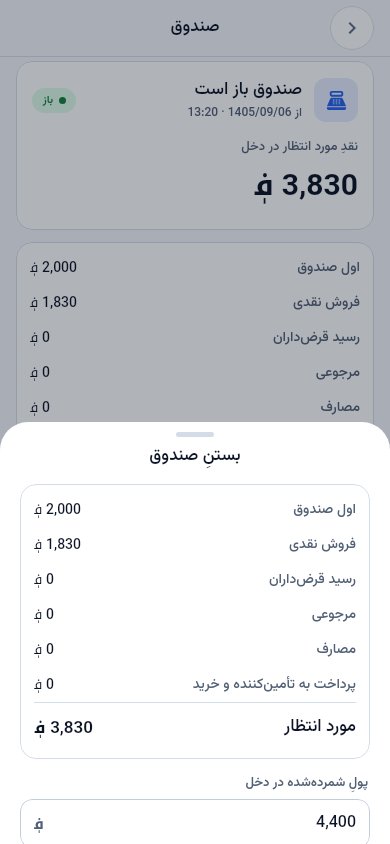 صندوق
صندوق باز است
باز
از 1405/09/06 · 13:20
نقدِ مورد انتظار در دخل
3,830 ؋
اول صندوق 2,000 ؋
فروش نقدی 1,830 ؋
رسید قرض‌داران 0 ؋
مرجوعی 0 ؋
مصارف 0 ؋
بستنِ صندوق
اول صندوق 2,000 ؋
فروش نقدی 1,830 ؋
رسید قرض‌داران 0 ؋
مرجوعی 0 ؋
مصارف 0 ؋
پرداخت به تأمین‌کننده و خرید 0 ؋
مورد انتظار 3,830 ؋
پولِ شمرده‌شده در دخل
4,400 ؋